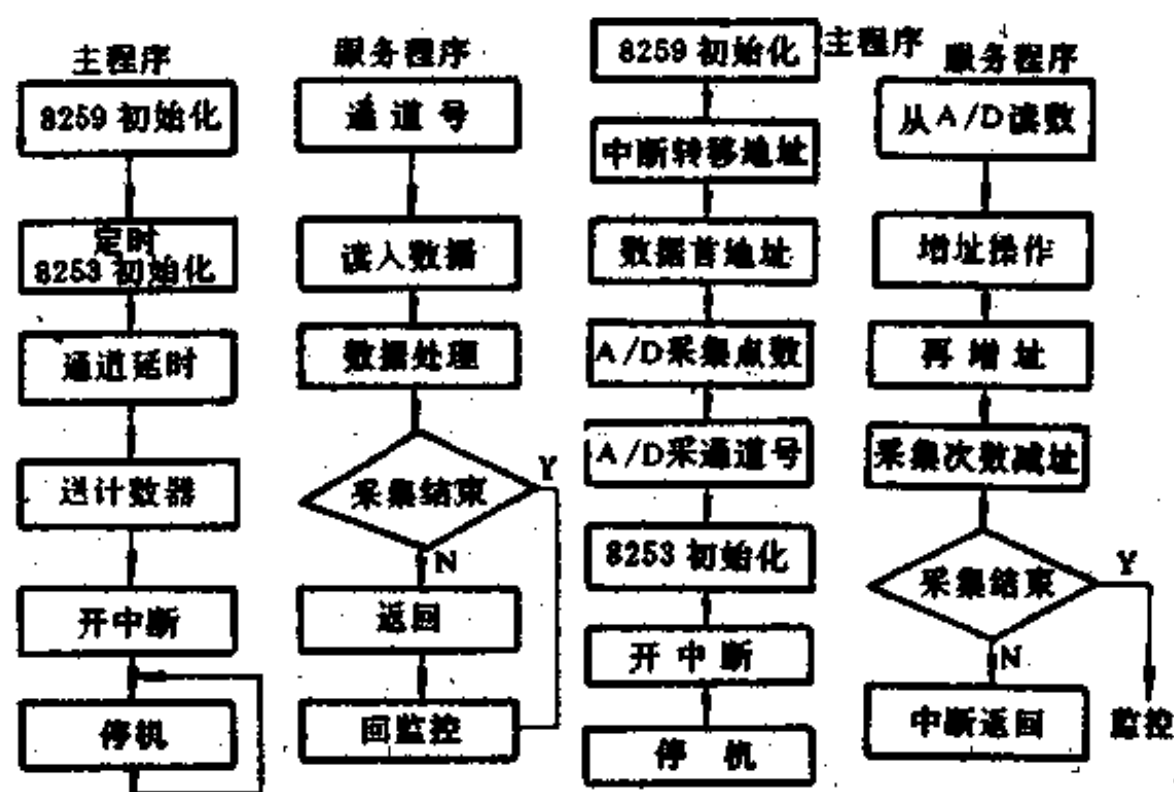 主程序
8259 初始化
定时
8253 初始化
通道延时
送计数器
开中断
停机
服务程序
通道号
读入数据
数据处理
采集结束
Y
N
返回
回监控
主程序
8259 初始化
中断转移地址
数据首地址
A/D采集点数
A/D采通道号
8253 初始化
开中断
停机
服务程序
从A/D读数
增址操作
再增址
采集次数减址
采集结束
Y
N
中断返回
监控